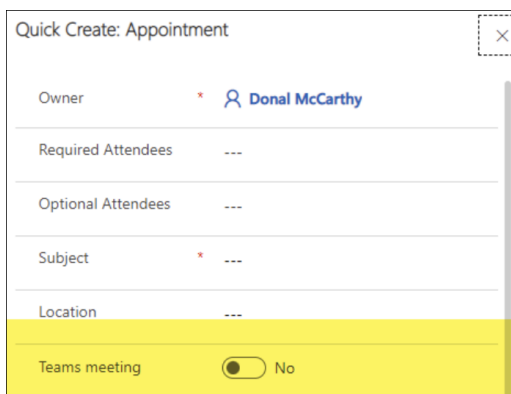 Quick Create: Appointment
Owner * Donal McCarthy
Required Attendees ---
Optional Attendees ---
Subject * ---
Location ---
Teams meeting No